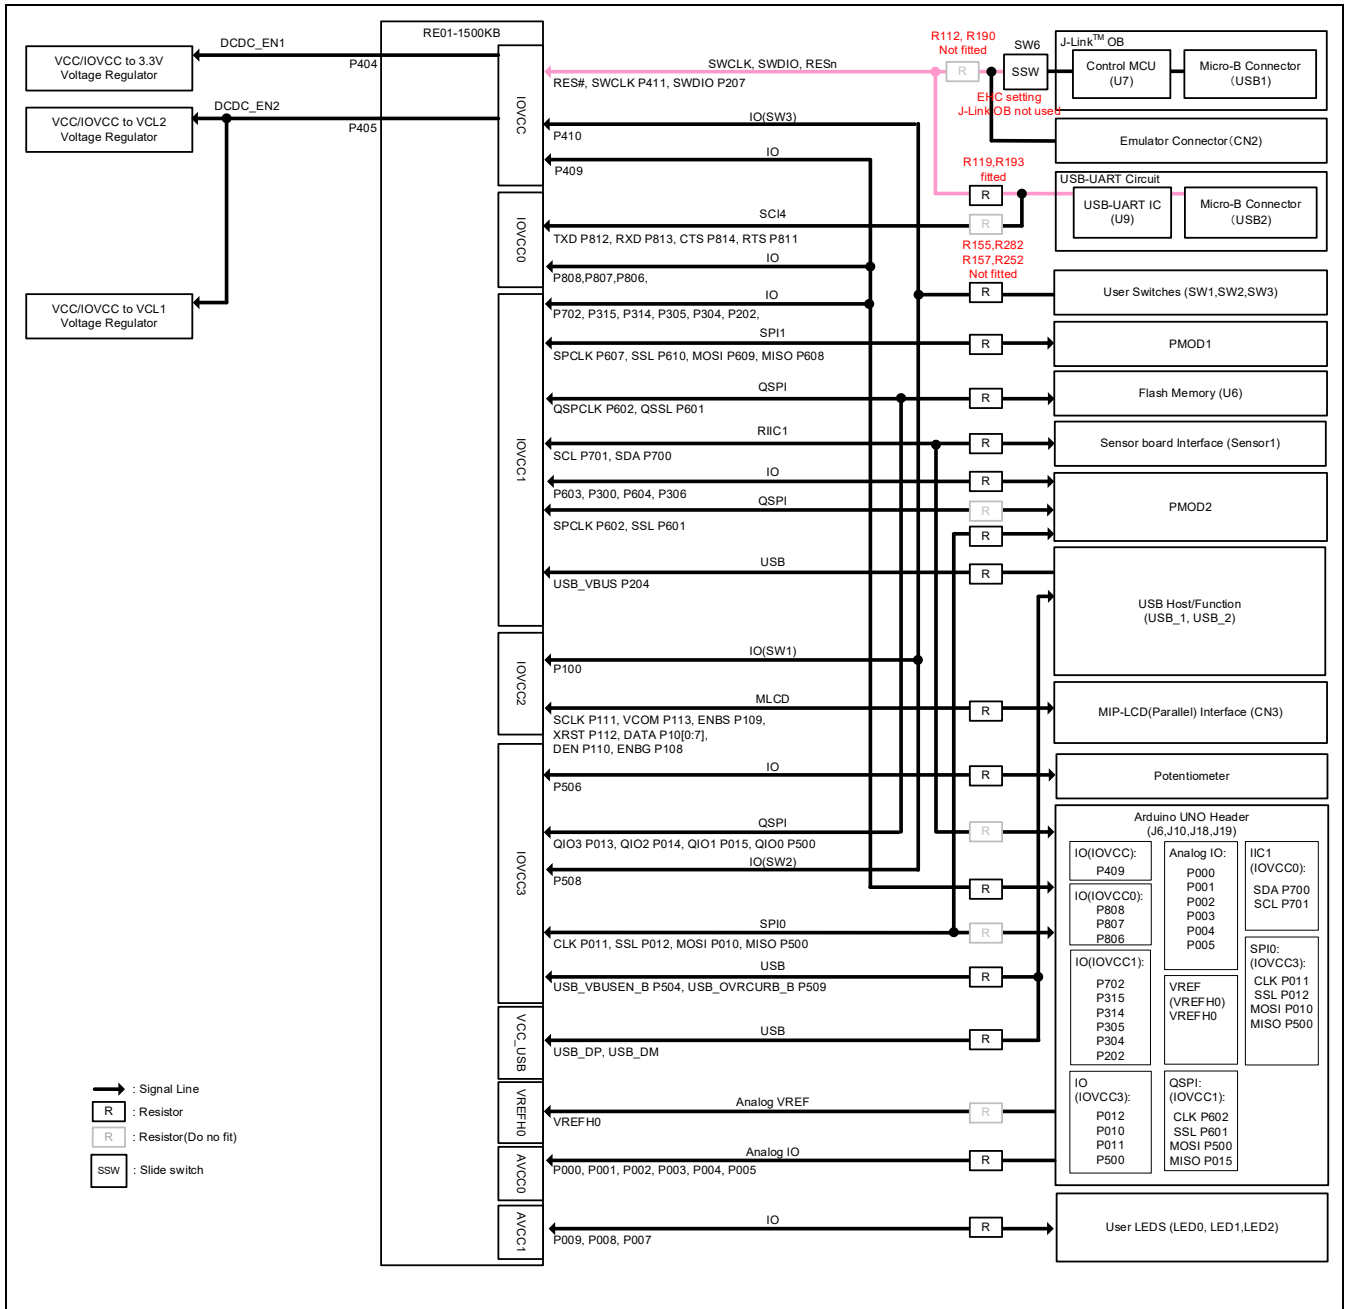 RE01-1500KB
DCDC_EN1
P404
VCC/IOVCC to 3.3V
Voltage Regulator
DCDC_EN2
P405
VCC/IOVCC to VCL2
Voltage Regulator
VCC/IOVCC to VCL1
Voltage Regulator
IOVCC
IOVCC0
IOVCC1
IOVCC2
IOVCC3
VCC_USB
VREFH0
AVCC0
AVCC1
SWCLK, SWDIO, RESn
RES#, SWCLK P411, SWDIO P207
R112, R190
Not fitted
R
SW6
SSW
EHC setting
J-Link OB not used
J-Link™ OB
Control MCU
(U7)
Micro-B Connector
(USB1)
IO(SW3)
P410
Emulator Connector(CN2)
IO
P409
R119,R193
fitted
R
USB-UART Circuit
USB-UART IC
(U9)
Micro-B Connector
(USB2)
SCI4
TXD P812, RXD P813, CTS P814, RTS P811
R
R155,R282
R157,R252
Not fitted
IO
P808,P807,P806,
R
User Switches (SW1,SW2,SW3)
IO
P702, P315, P314, P305, P304, P202,
SPI1
SPCLK P607, SSL P610, MOSI P609, MISO P608
R
PMOD1
QSPI
QSPCLK P602, QSSL P601
R
Flash Memory (U6)
RIIC1
SCL P701, SDA P700
R
Sensor board Interface (Sensor1)
IO
P603, P300, P604, P306
R
QSPI
SPCLK P602, SSL P601
R
R
PMOD2
USB
USB_VBUS P204
R
USB Host/Function
(USB_1, USB_2)
IO(SW1)
P100
MLCD
SCLK P111, VCOM P113, ENBS P109,
XRST P112, DATA P10[0:7],
DEN P110, ENBG P108
R
MIP-LCD(Parallel) Interface (CN3)
IO
P506
R
Potentiometer
QSPI
QIO3 P013, QIO2 P014, QIO1 P015, QIO0 P500
R
IO(SW2)
P508
R
SPI0
CLK P011, SSL P012, MOSI P010, MISO P500
R
USB
USB_VBUSEN_B P504, USB_OVRCURB_B P509
R
USB
USB_DP, USB_DM
R
Analog VREF
VREFH0
R
Analog IO
P000, P001, P002, P003, P004, P005
R
IO
P009, P008, P007
R
User LEDS (LED0, LED1,LED2)
Arduino UNO Header
(J6,J10,J18,J19)
IO(IOVCC):
P409
IO(IOVCC0):
P808
P807
P806
IO(IOVCC1):
P702
P315
P314
P305
P304
P202
IO
(IOVCC3):
P012
P010
P011
P500
Analog IO:
P000
P001
P002
P003
P004
P005
VREF
(VREFH0)
VREFH0
QSPI:
(IOVCC1):
CLK P602
SSL P601
MOSI P500
MISO P015
IIC1
(IOVCC0):
SDA P700
SCL P701
SPI0:
(IOVCC3):
CLK P011
SSL P012
MOSI P010
MISO P500
: Signal Line
R
: Resistor
R
: Resistor(Do no fit)
SSW
: Slide switch